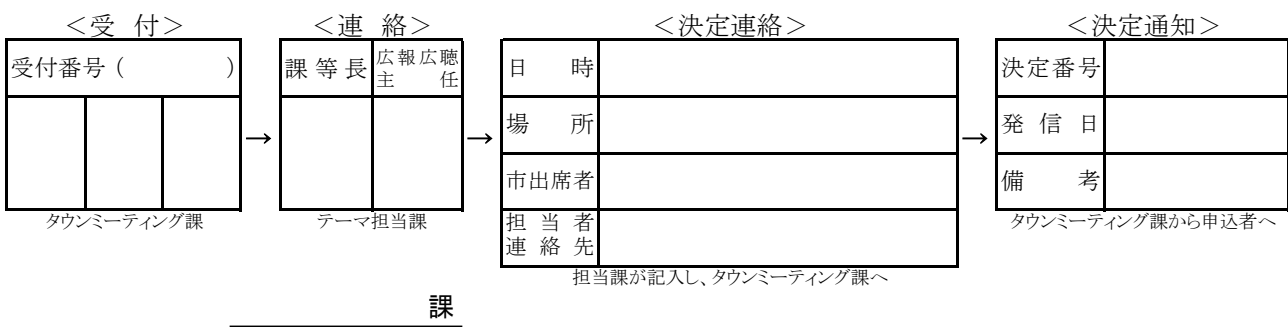 ＜受　付＞
受付番号（　　　　）
タウンミーティング課
→
＜連　絡＞
課等長
広報広聴
主　任
テーマ担当課
→
＜決定連絡＞
日　時
場　所
市出席者
担当者
連絡先
担当課が記入し、タウンミーティング課へ
→
＜決定通知＞
決定番号
発信日
備　考
タウンミーティング課から申込者へ
課